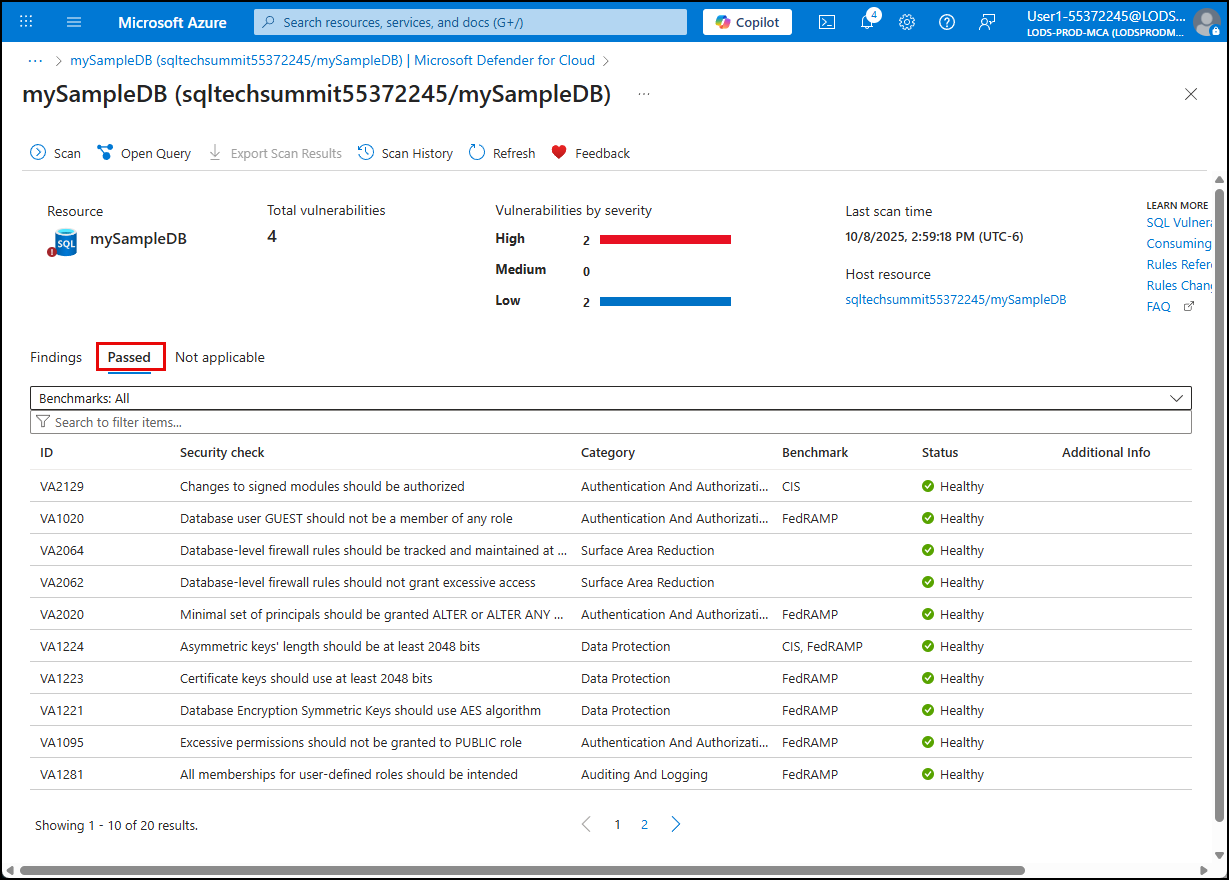 Microsoft Azure
Search resources, services, and docs (G+/)
Copilot
4
User1-55372245@LODS...
LODS-PROD-MCA (LODSPRODM...
... > mySampleDB (sqltechsummit55372245/mySampleDB) | Microsoft Defender for Cloud >
mySampleDB (sqltechsummit55372245/mySampleDB) ...
Scan Open Query Export Scan Results Scan History Refresh Feedback
Resource
SQL
mySampleDB
Total vulnerabilities
4
Vulnerabilities by severity
High 2
Medium 0
Low 2
Last scan time
10/8/2025, 2:59:18 PM (UTC-6)
Host resource
sqltechsummit55372245/mySampleDB
LEARN MORE
SQL Vulnera
Consuming
Rules Refer
Rules Chang
FAQ
Findings Passed Not applicable
Benchmarks: All
Search to filter items...
ID Security check Category Benchmark Status Additional Info
VA2129 Changes to signed modules should be authorized Authentication And Authorizati... CIS Healthy
VA1020 Database user GUEST should not be a member of any role Authentication And Authorizati... FedRAMP Healthy
VA2064 Database-level firewall rules should be tracked and maintained at ... Surface Area Reduction Healthy
VA2062 Database-level firewall rules should not grant excessive access Surface Area Reduction Healthy
VA2020 Minimal set of principals should be granted ALTER or ALTER ANY ... Authentication And Authorizati... FedRAMP Healthy
VA1224 Asymmetric keys' length should be at least 2048 bits Data Protection CIS, FedRAMP Healthy
VA1223 Certificate keys should use at least 2048 bits Data Protection FedRAMP Healthy
VA1221 Database Encryption Symmetric Keys should use AES algorithm Data Protection FedRAMP Healthy
VA1095 Excessive permissions should not be granted to PUBLIC role Authentication And Authorizati... FedRAMP Healthy
VA1281 All memberships for user-defined roles should be intended Auditing And Logging FedRAMP Healthy
Showing 1 - 10 of 20 results. < 1 2 >